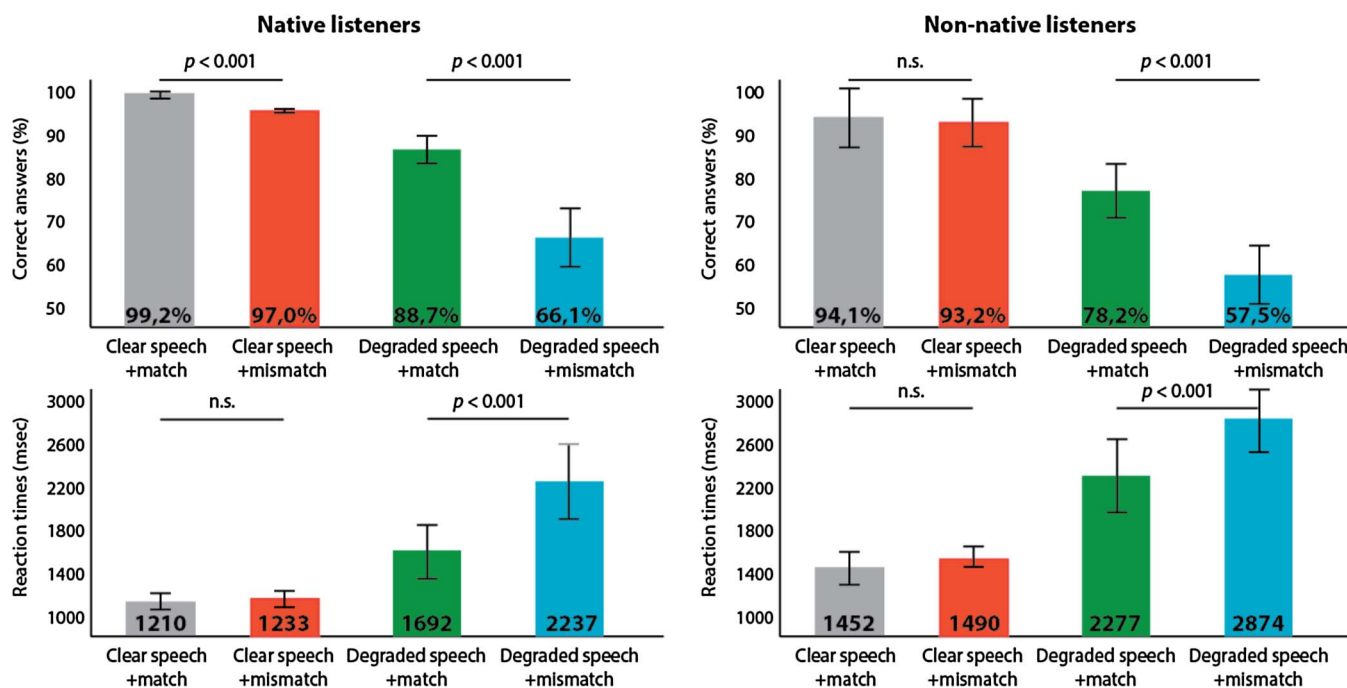 Native listeners
p < 0.001
p < 0.001
Correct answers (%)
100
90
80
70
60
50
99,2%
97,0%
88,7%
66,1%
Clear speech
+match
Clear speech
+mismatch
Degraded speech
+match
Degraded speech
+mismatch
Non-native listeners
n.s.
p < 0.001
Correct answers (%)
100
90
80
70
60
50
94,1%
93,2%
78,2%
57,5%
Clear speech
+match
Clear speech
+mismatch
Degraded speech
+match
Degraded speech
+mismatch
n.s.
p < 0.001
Reaction times (msec)
3000
2600
2200
1800
1400
1000
1210
1233
1692
2237
Clear speech
+match
Clear speech
+mismatch
Degraded speech
+match
Degraded speech
+mismatch
n.s.
p < 0.001
Reaction times (msec)
3000
2600
2200
1800
1400
1000
1452
1490
2277
2874
Clear speech
+match
Clear speech
+mismatch
Degraded speech
+match
Degraded speech
+mismatch